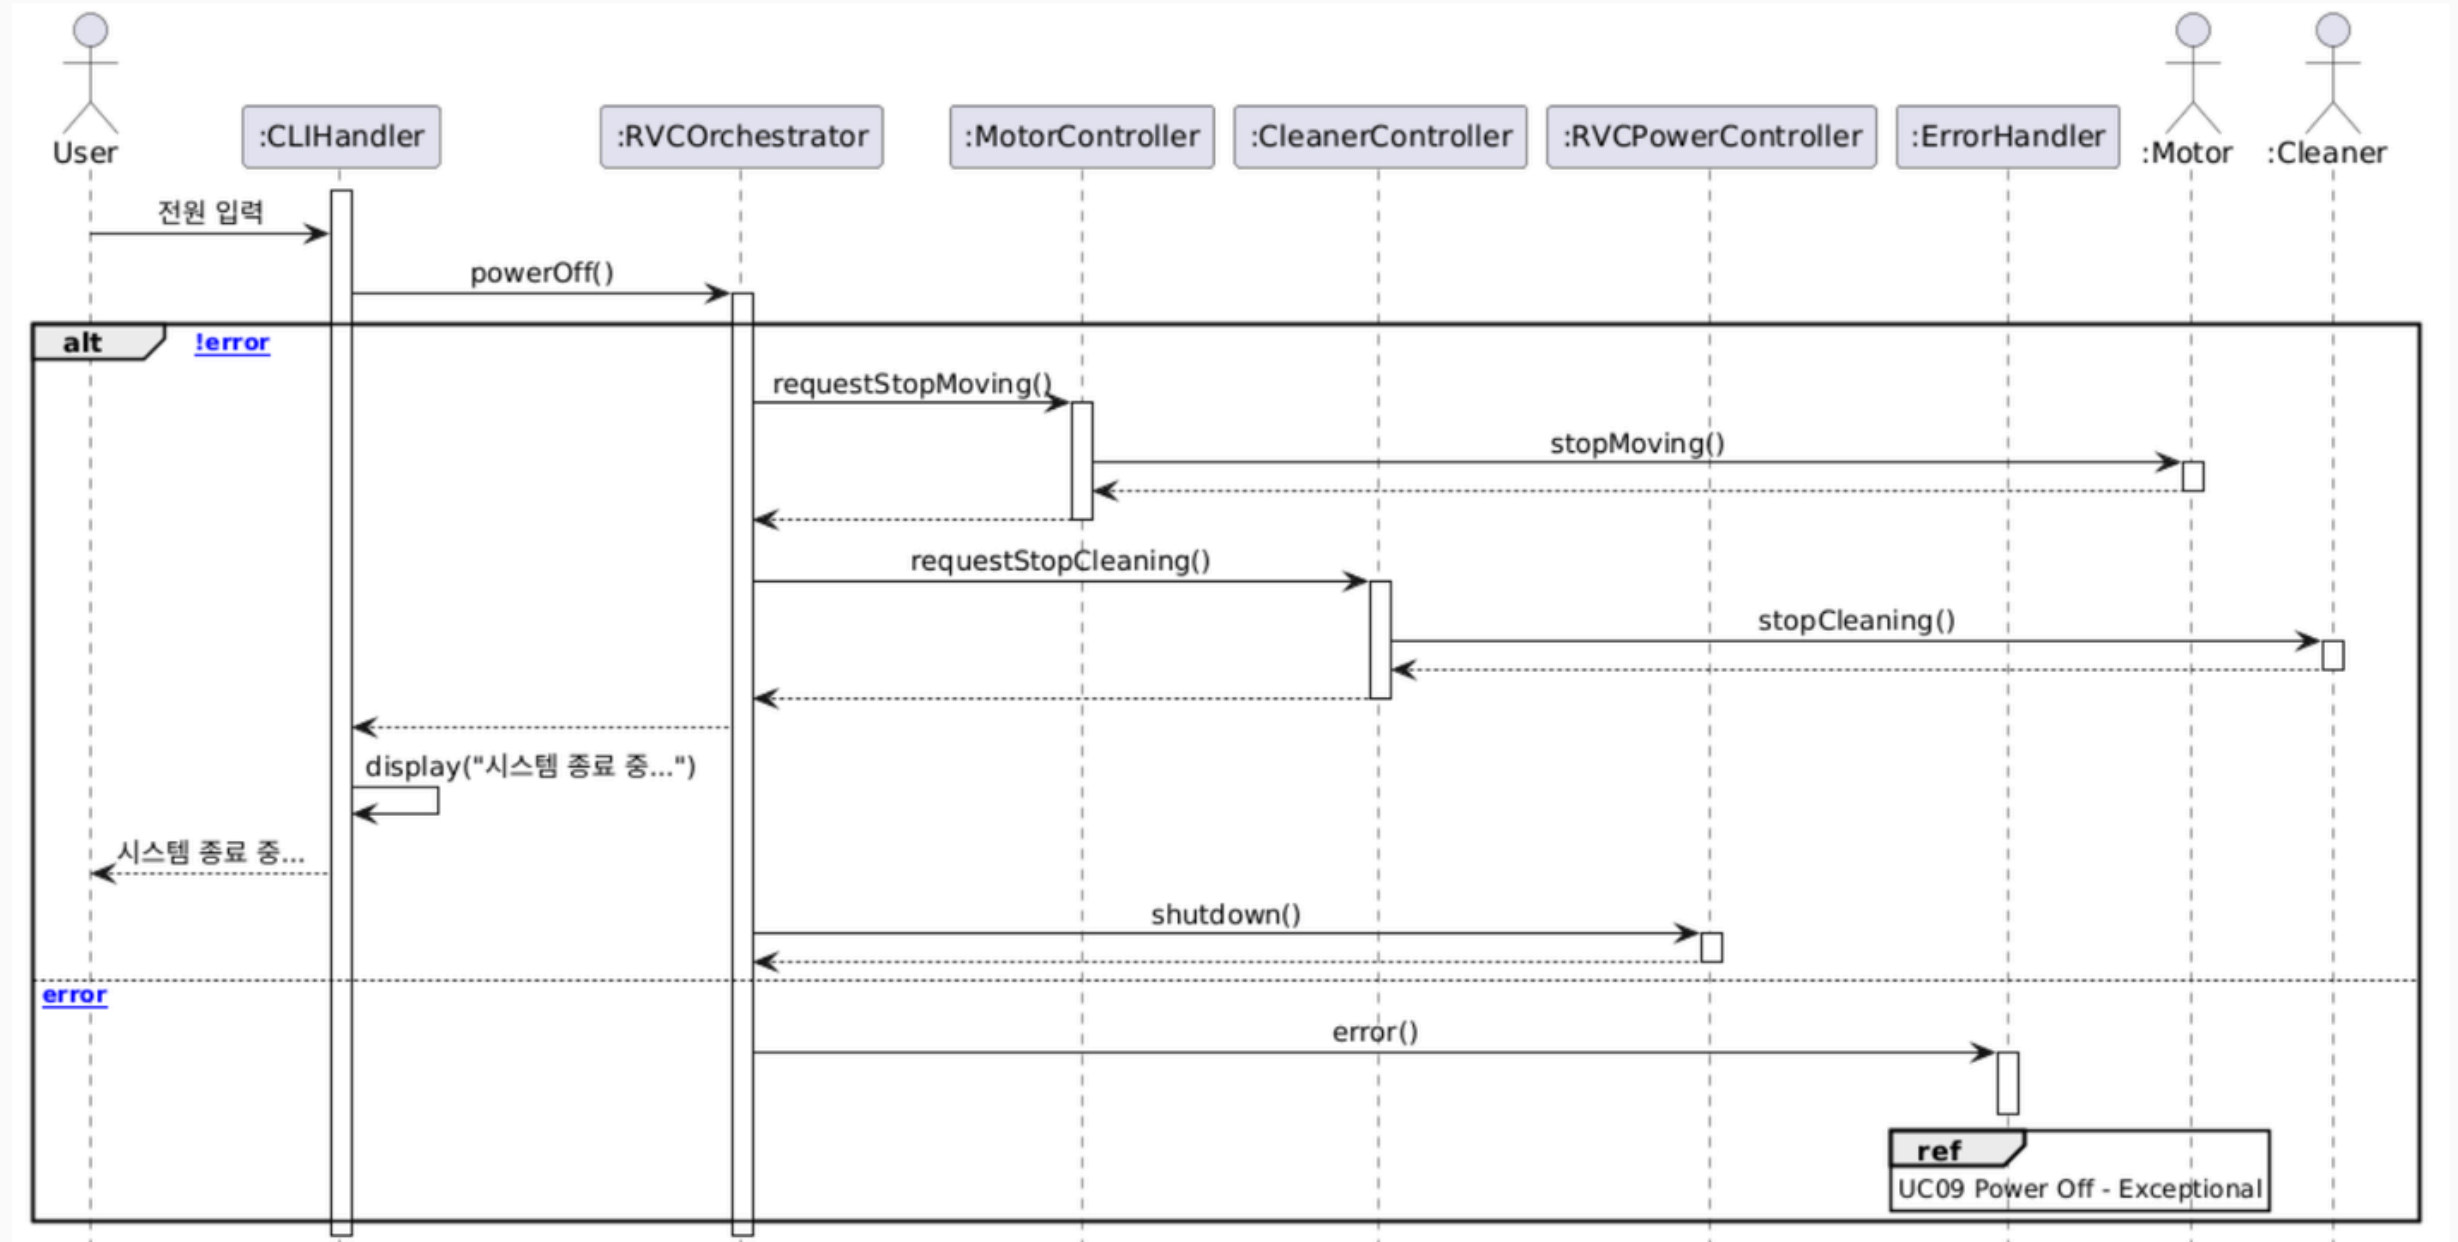 User
:CLIHandler
:RVCOrchestrator
:MotorController
:CleanerController
:RVCPowerController
:ErrorHandler
:Motor
:Cleaner
전원 입력
powerOff()
alt
!error
requestStopMoving()
stopMoving()
requestStopCleaning()
stopCleaning()
display("시스템 종료 중...")
시스템 종료 중...
shutdown()
error
error()
ref
UC09 Power Off - Exceptional